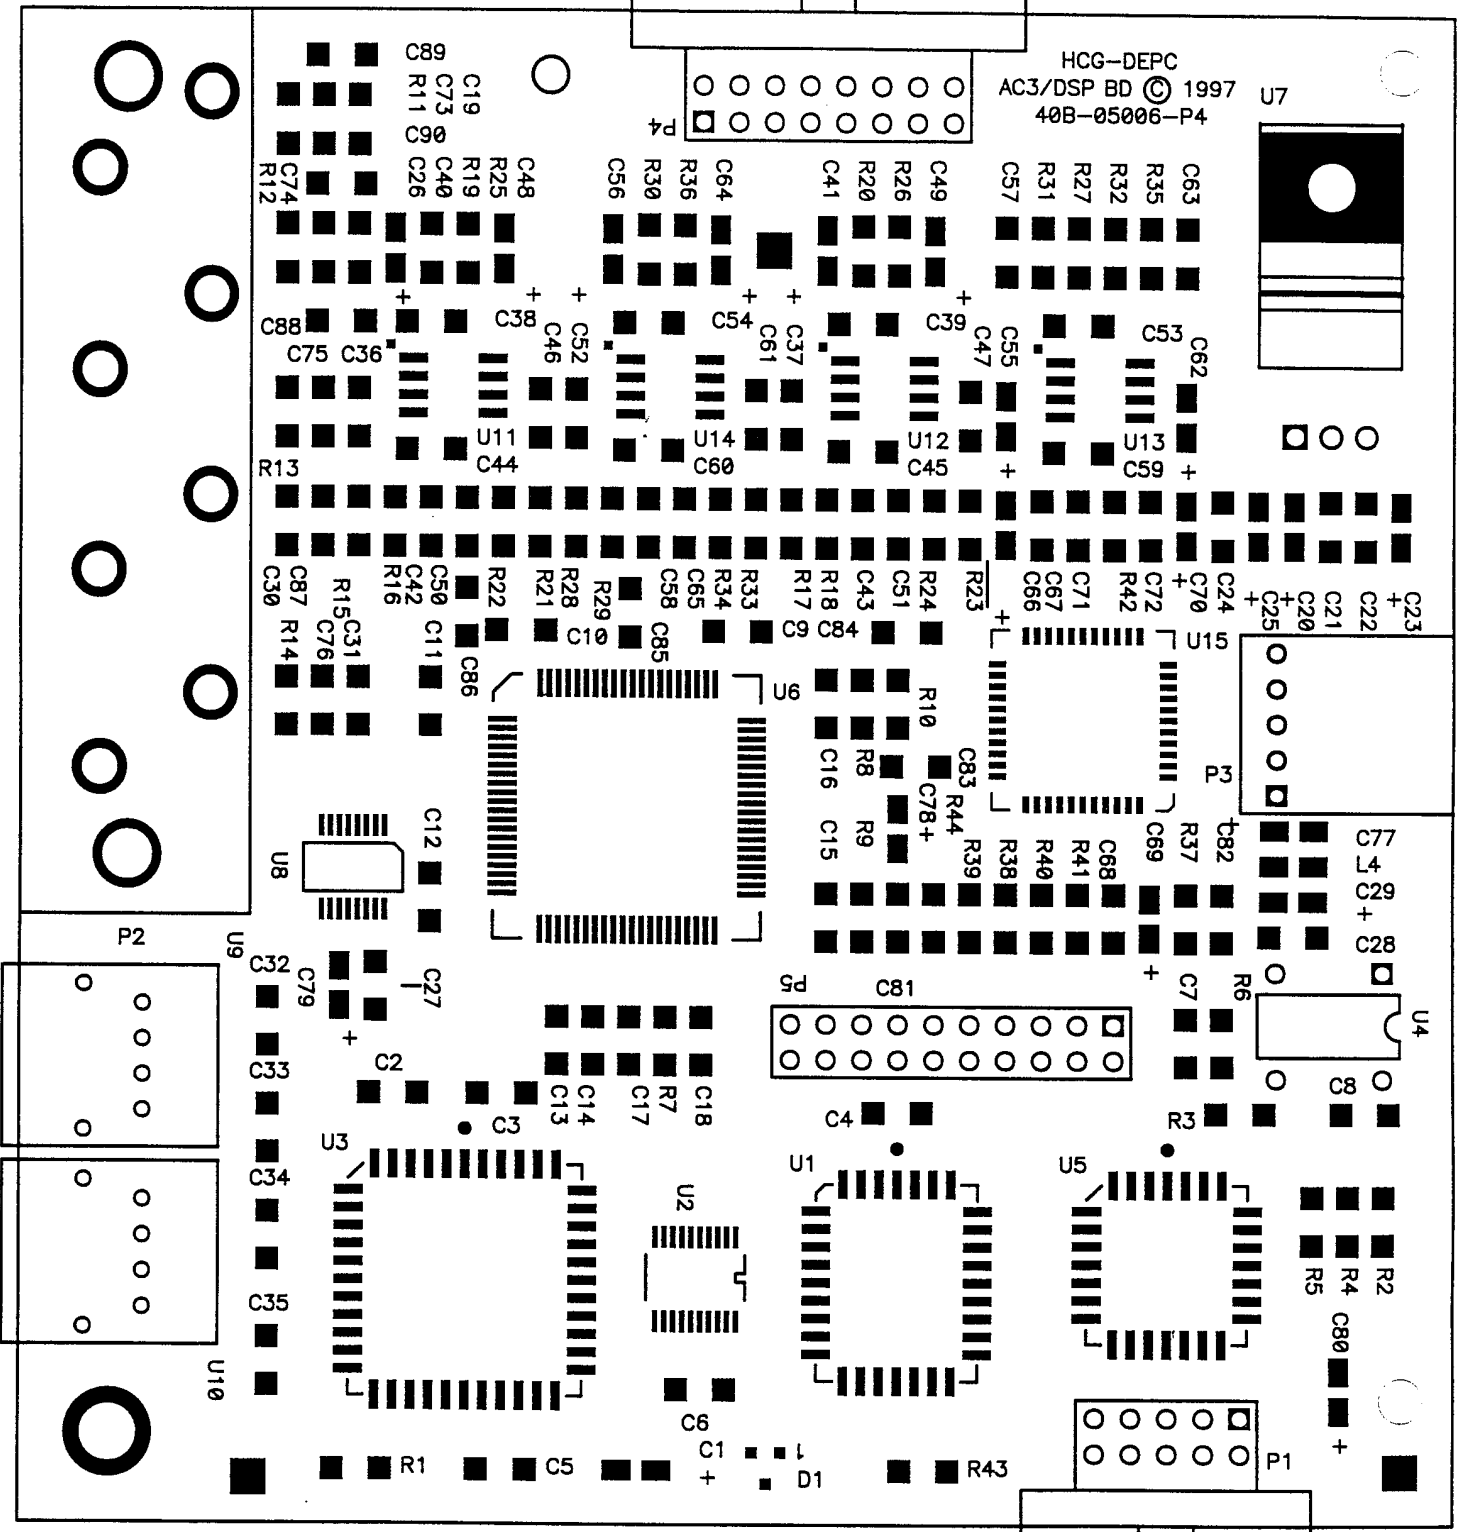 C89
R11 C73 C19
C90
HCG-DEPC
AC3/DSP BD © 1997
40B-05006-P4
U7
P4
R12 C74 C26 C40 R19 R25 C48 C56 R30 R36 C64 C41 R20 R26 C49 C57 R31 R27 R32 R35 C63
+ + + + + +
C88 C38 C54 C39 C53
C75 C36 C46 C52 C61 C37 C47 C55 C62
U11 U14 U12 U13
R13 C44 C60 C45 C59
+ +
C30 C87 R15 R16 C42 C50 R22 R21 R28 R29 C58 C65 R34 R33 R17 R18 C43 C51 R24 R23 C66 C67 C71 R42 C72 + C70 C24 + C25 + C20 C21 C22 + C23
R14 C76 C31 C11 C86 C10 C85 C9 C84 + U15
U6 R10
C16 R8 C83 P3
C78 + R44
U8 C12 C15 R9 R39 R38 R40 R41 C68 C69 R37 C82 +
C77
L4
C29
+
C28
P2 U9
C32 C79 C27 P5 C81 + C7 R6 U4
+
C33 C2 C8
C13 C14 C17 R7 C18
U3 C3 C4 R3
U1 U5
C34 U2
R5 R4 R2
C35 C80
U10
C6
C1 1
R1 C5 + D1 R43 P1 +